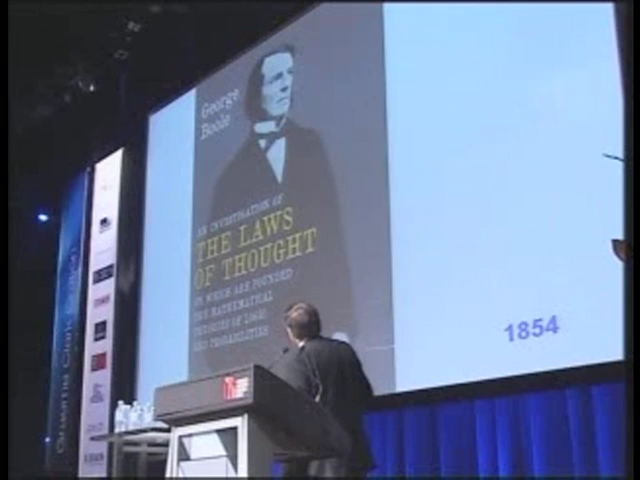 George
Boole
AN INVESTIGATION OF
THE LAWS
OF THOUGHT
ON WHICH ARE FOUNDED
THE MATHEMATICAL
THEORIES OF LOGIC
AND PROBABILITIES
1854